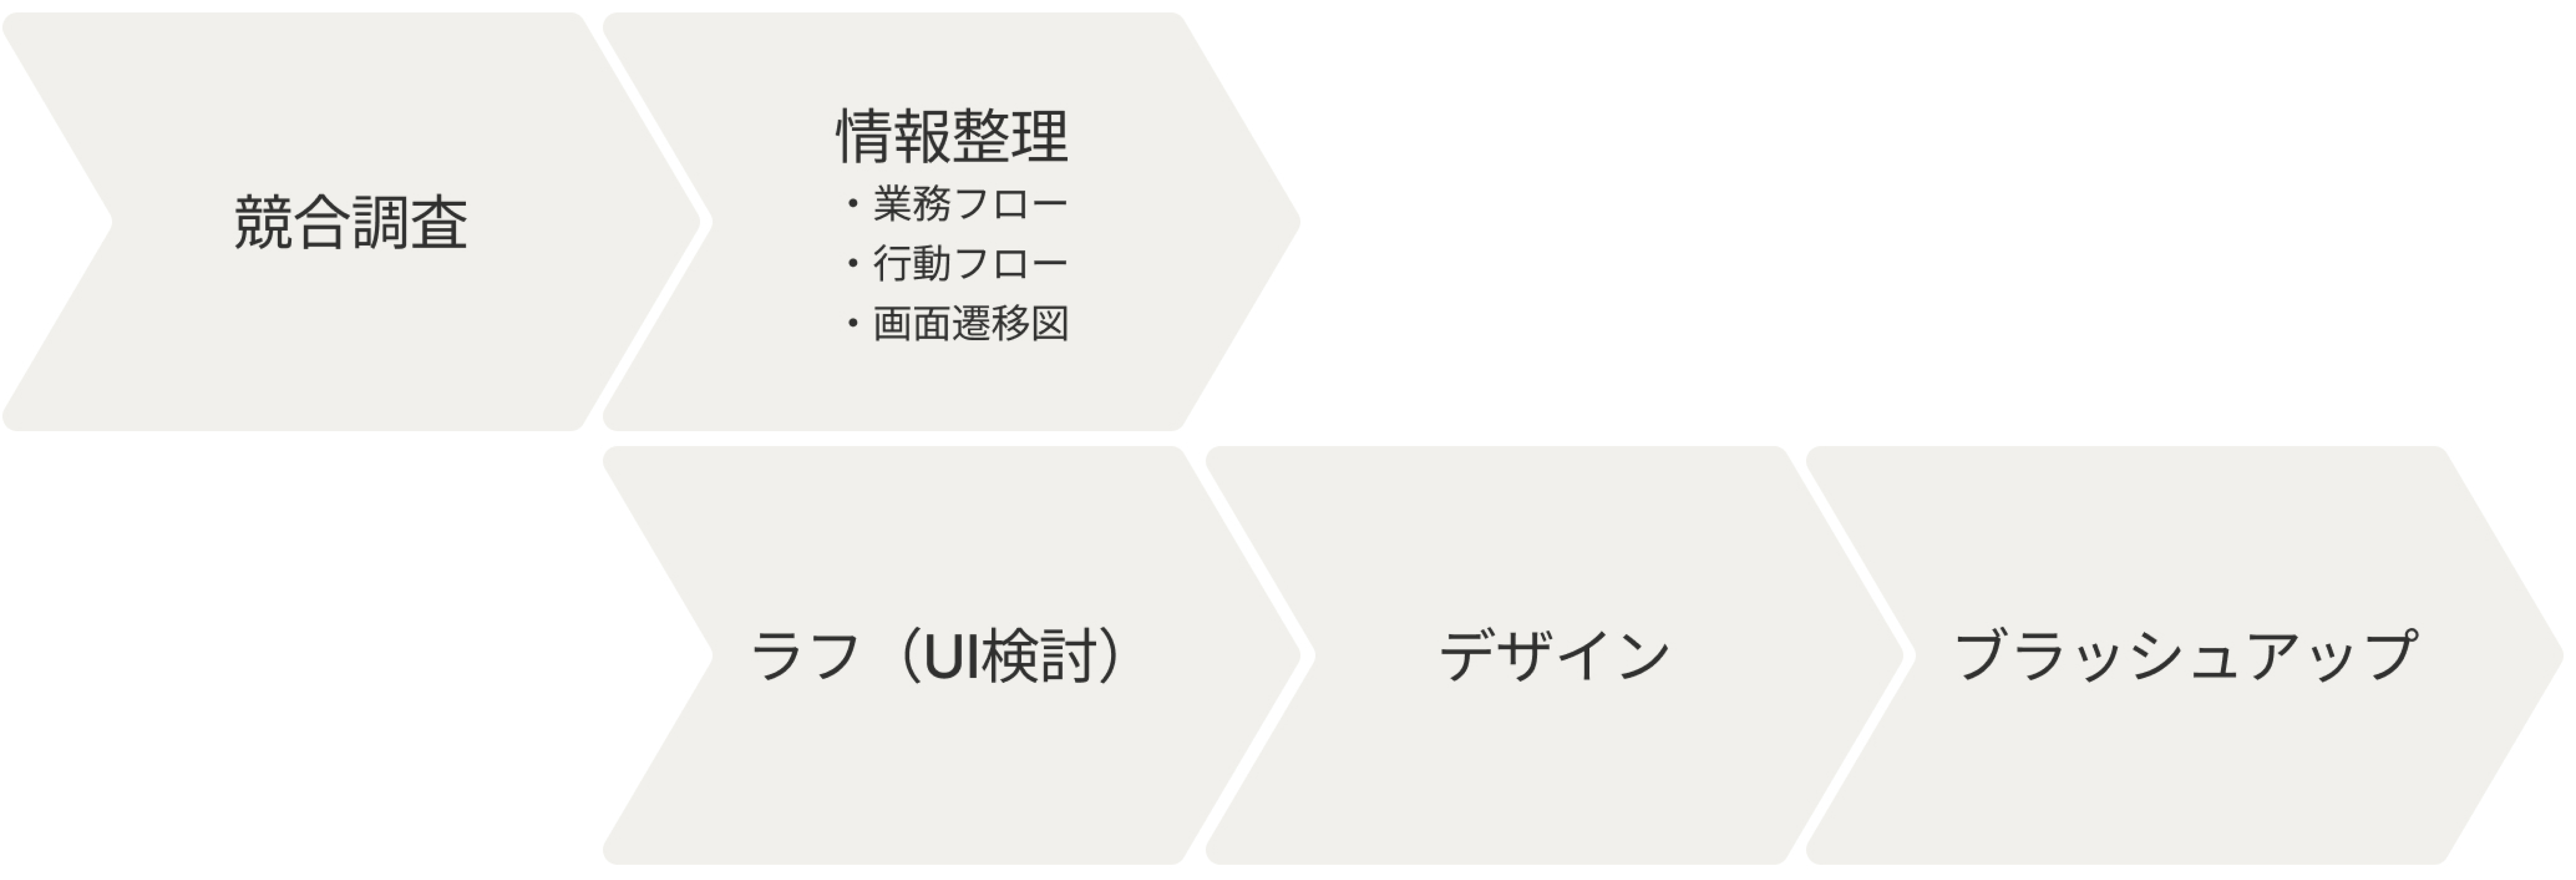 競合調査
情報整理
・業務フロー
・行動フロー
・画面遷移図
ラフ（UI検討）
デザイン
ブラッシュアップ